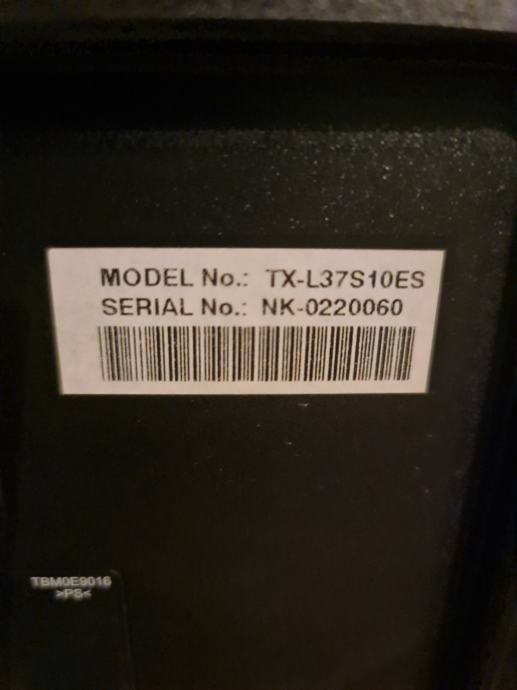 MODEL No.: TX-L37S10ES
SERIAL No.: NK-0220060
TBM0E9016
>PS<